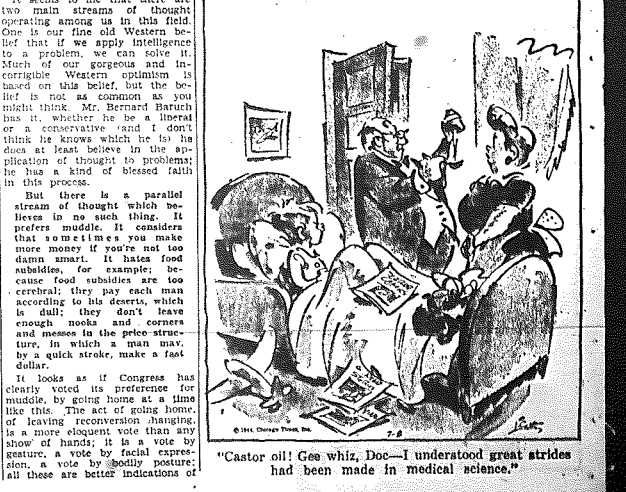 It seems to me that there are
two main streams of thought
operating among us in this field.
One is our fine old Western be-
lief that if we apply intelligence
to a problem, we can solve it.
Much of our gorgeous and in-
corrigible Western optimism is
based on this belief, but the be-
lief is not as common as you
might think. Mr. Bernard Baruch
has it, whether he be a liberal
or a conservative (and I don't
think he knows which he is) he
does at least believe in the ap-
plication of thought to problems;
he has a kind of blessed faith
in this process.
But there is a parallel
stream of thought which be-
lieves in no such thing. It
prefers muddle. It considers
that sometimes you make
more money if you're not too
damn smart. It hates food
subsidies, for example; be-
cause food subsidies are too
cerebral; they pay each man
according to his deserts, which
is dull; they don't leave
enough nooks and corners
and messes in the price struc-
ture, in which a man may,
by a quick stroke, make a fast
dollar.
It looks as if Congress has
clearly voted its preference for
muddle, by going home at a time
like this. The act of going home,
of leaving reconversion hanging,
is a more eloquent vote than any
show of hands; it is a vote by
gesture, a vote by facial expres-
sion, a vote by bodily posture;
all these are better indications of
© 1944, Chicago Times, Inc.
7-8
"Castor oil! Gee whiz, Doc—I understood great strides
had been made in medical science."